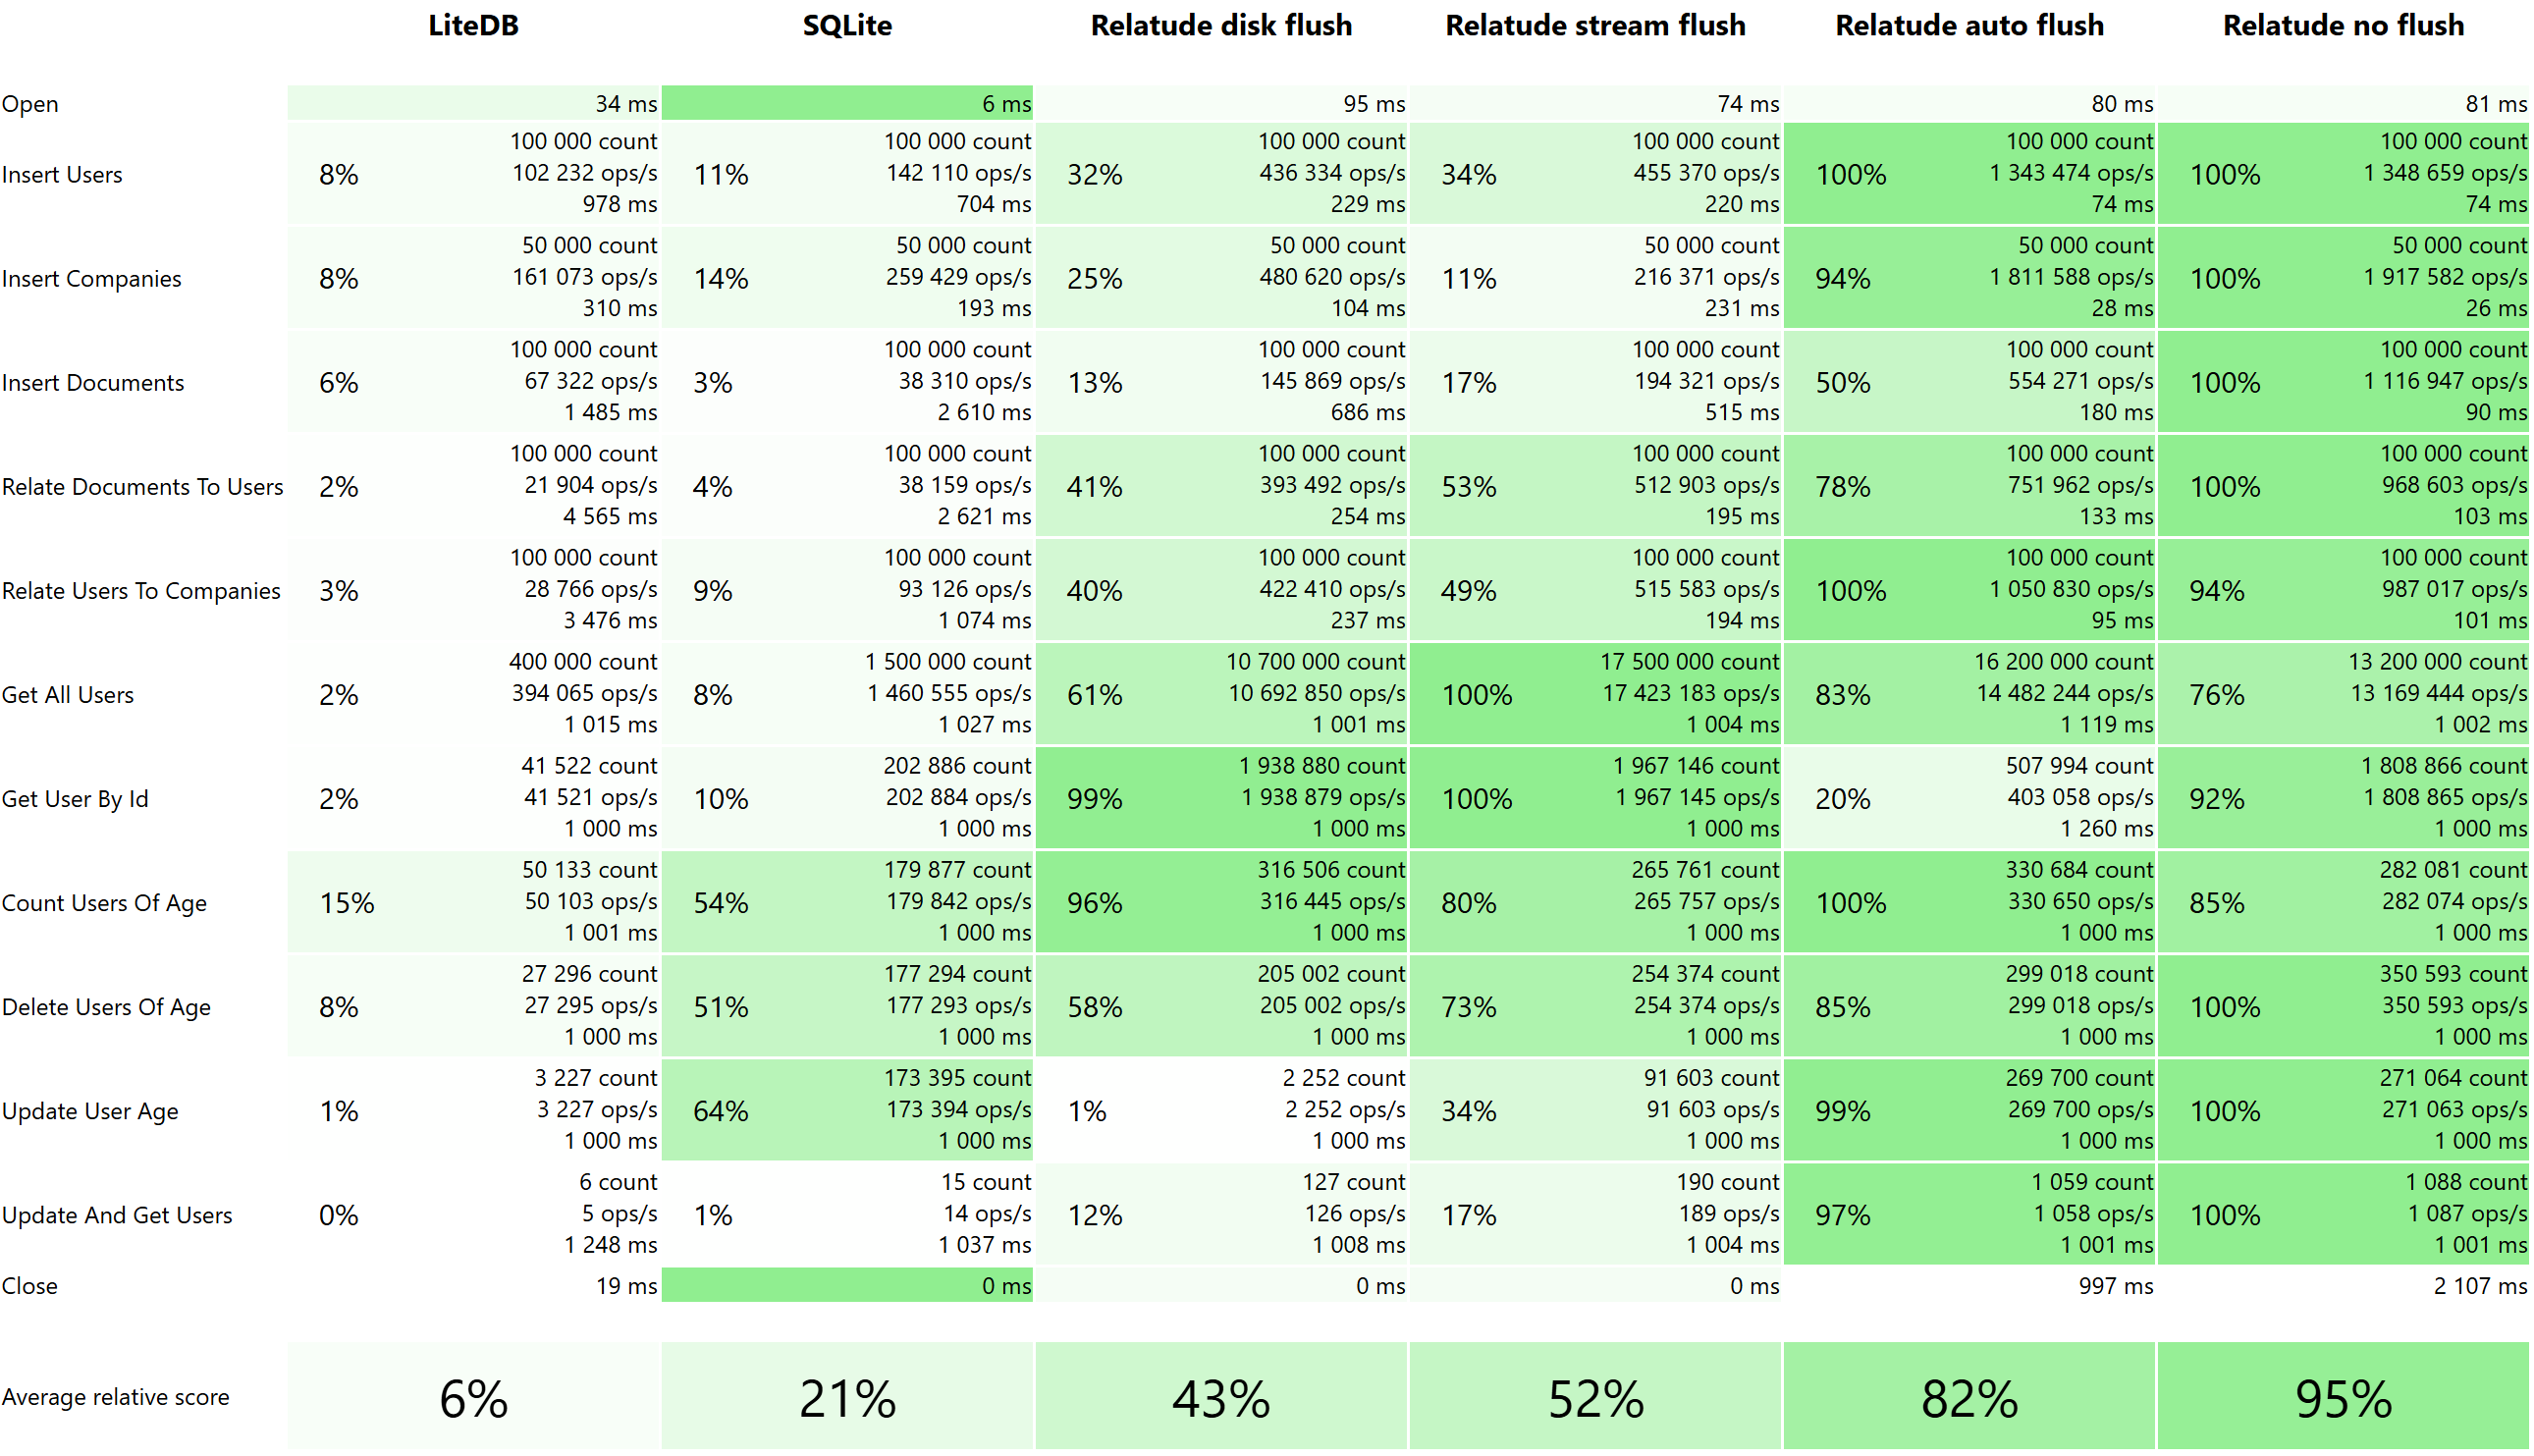 LiteDB SQLite Relatude disk flush Relatude stream flush Relatude auto flush Relatude no flush
Open 34 ms 6 ms 95 ms 74 ms 80 ms 81 ms
100 000 count 100 000 count 100 000 count 100 000 count 100 000 count 100 000 count
Insert Users 8% 102 232 ops/s 11% 142 110 ops/s 32% 436 334 ops/s 34% 455 370 ops/s 100% 1 343 474 ops/s 100% 1 348 659 ops/s
978 ms 704 ms 229 ms 220 ms 74 ms 74 ms
50 000 count 50 000 count 50 000 count 50 000 count 50 000 count 50 000 count
Insert Companies 8% 161 073 ops/s 14% 259 429 ops/s 25% 480 620 ops/s 11% 216 371 ops/s 94% 1 811 588 ops/s 100% 1 917 582 ops/s
310 ms 193 ms 104 ms 231 ms 28 ms 26 ms
100 000 count 100 000 count 100 000 count 100 000 count 100 000 count 100 000 count
Insert Documents 6% 67 322 ops/s 3% 38 310 ops/s 13% 145 869 ops/s 17% 194 321 ops/s 50% 554 271 ops/s 100% 1 116 947 ops/s
1 485 ms 2 610 ms 686 ms 515 ms 180 ms 90 ms
100 000 count 100 000 count 100 000 count 100 000 count 100 000 count 100 000 count
Relate Documents To Users 2% 21 904 ops/s 4% 38 159 ops/s 41% 393 492 ops/s 53% 512 903 ops/s 78% 751 962 ops/s 100% 968 603 ops/s
4 565 ms 2 621 ms 254 ms 195 ms 133 ms 103 ms
100 000 count 100 000 count 100 000 count 100 000 count 100 000 count 100 000 count
Relate Users To Companies 3% 28 766 ops/s 9% 93 126 ops/s 40% 422 410 ops/s 49% 515 583 ops/s 100% 1 050 830 ops/s 94% 987 017 ops/s
3 476 ms 1 074 ms 237 ms 194 ms 95 ms 101 ms
400 000 count 1 500 000 count 10 700 000 count 17 500 000 count 16 200 000 count 13 200 000 count
Get All Users 2% 394 065 ops/s 8% 1 460 555 ops/s 61% 10 692 850 ops/s 100% 17 423 183 ops/s 83% 14 482 244 ops/s 76% 13 169 444 ops/s
1 015 ms 1 027 ms 1 001 ms 1 004 ms 1 119 ms 1 002 ms
41 522 count 202 886 count 1 938 880 count 1 967 146 count 507 994 count 1 808 866 count
Get User By Id 2% 41 521 ops/s 10% 202 884 ops/s 99% 1 938 879 ops/s 100% 1 967 145 ops/s 20% 403 058 ops/s 92% 1 808 865 ops/s
1 000 ms 1 000 ms 1 000 ms 1 000 ms 1 260 ms 1 000 ms
50 133 count 179 877 count 316 506 count 265 761 count 330 684 count 282 081 count
Count Users Of Age 15% 50 103 ops/s 54% 179 842 ops/s 96% 316 445 ops/s 80% 265 757 ops/s 100% 330 650 ops/s 85% 282 074 ops/s
1 001 ms 1 000 ms 1 000 ms 1 000 ms 1 000 ms 1 000 ms
27 296 count 177 294 count 205 002 count 254 374 count 299 018 count 350 593 count
Delete Users Of Age 8% 27 295 ops/s 51% 177 293 ops/s 58% 205 002 ops/s 73% 254 374 ops/s 85% 299 018 ops/s 100% 350 593 ops/s
1 000 ms 1 000 ms 1 000 ms 1 000 ms 1 000 ms 1 000 ms
3 227 count 173 395 count 2 252 count 91 603 count 269 700 count 271 064 count
Update User Age 1% 3 227 ops/s 64% 173 394 ops/s 1% 2 252 ops/s 34% 91 603 ops/s 99% 269 700 ops/s 100% 271 063 ops/s
1 000 ms 1 000 ms 1 000 ms 1 000 ms 1 000 ms 1 000 ms
6 count 15 count 127 count 190 count 1 059 count 1 088 count
Update And Get Users 0% 5 ops/s 1% 14 ops/s 12% 126 ops/s 17% 189 ops/s 97% 1 058 ops/s 100% 1 087 ops/s
1 248 ms 1 037 ms 1 008 ms 1 004 ms 1 001 ms 1 001 ms
Close 19 ms 0 ms 0 ms 0 ms 997 ms 2 107 ms
Average relative score 6% 21% 43% 52% 82% 95%